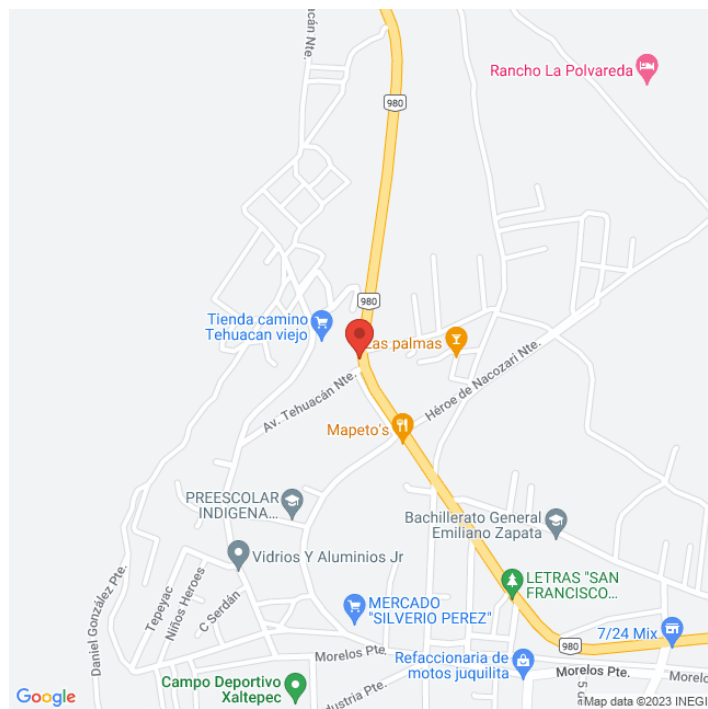 cán Nte.
980
Rancho La Polvareda
980
Tienda camino
Tehuacan viejo
Las palmas
Av. Tehuacán Nte.
Héroe de Nacozari Nte.
Mapeto's
PREESCOLAR
INDIGENA...
Bachillerato General
Emiliano Zapata
Vidrios Y Aluminios Jr
Daniel González Pte.
Tepeyac
Niños Heroes
C Serdán
LETRAS "SAN
FRANCISCO...
MERCADO
"SILVERIO PEREZ"
7/24 Mix
980
Morelos Pte.
Refaccionaria de
motos juquilita
Morelos Pte.
Morelos
Campo Deportivo
Xaltepec
dustria Pte.
5 d
Google
Map data ©2023 INEGI